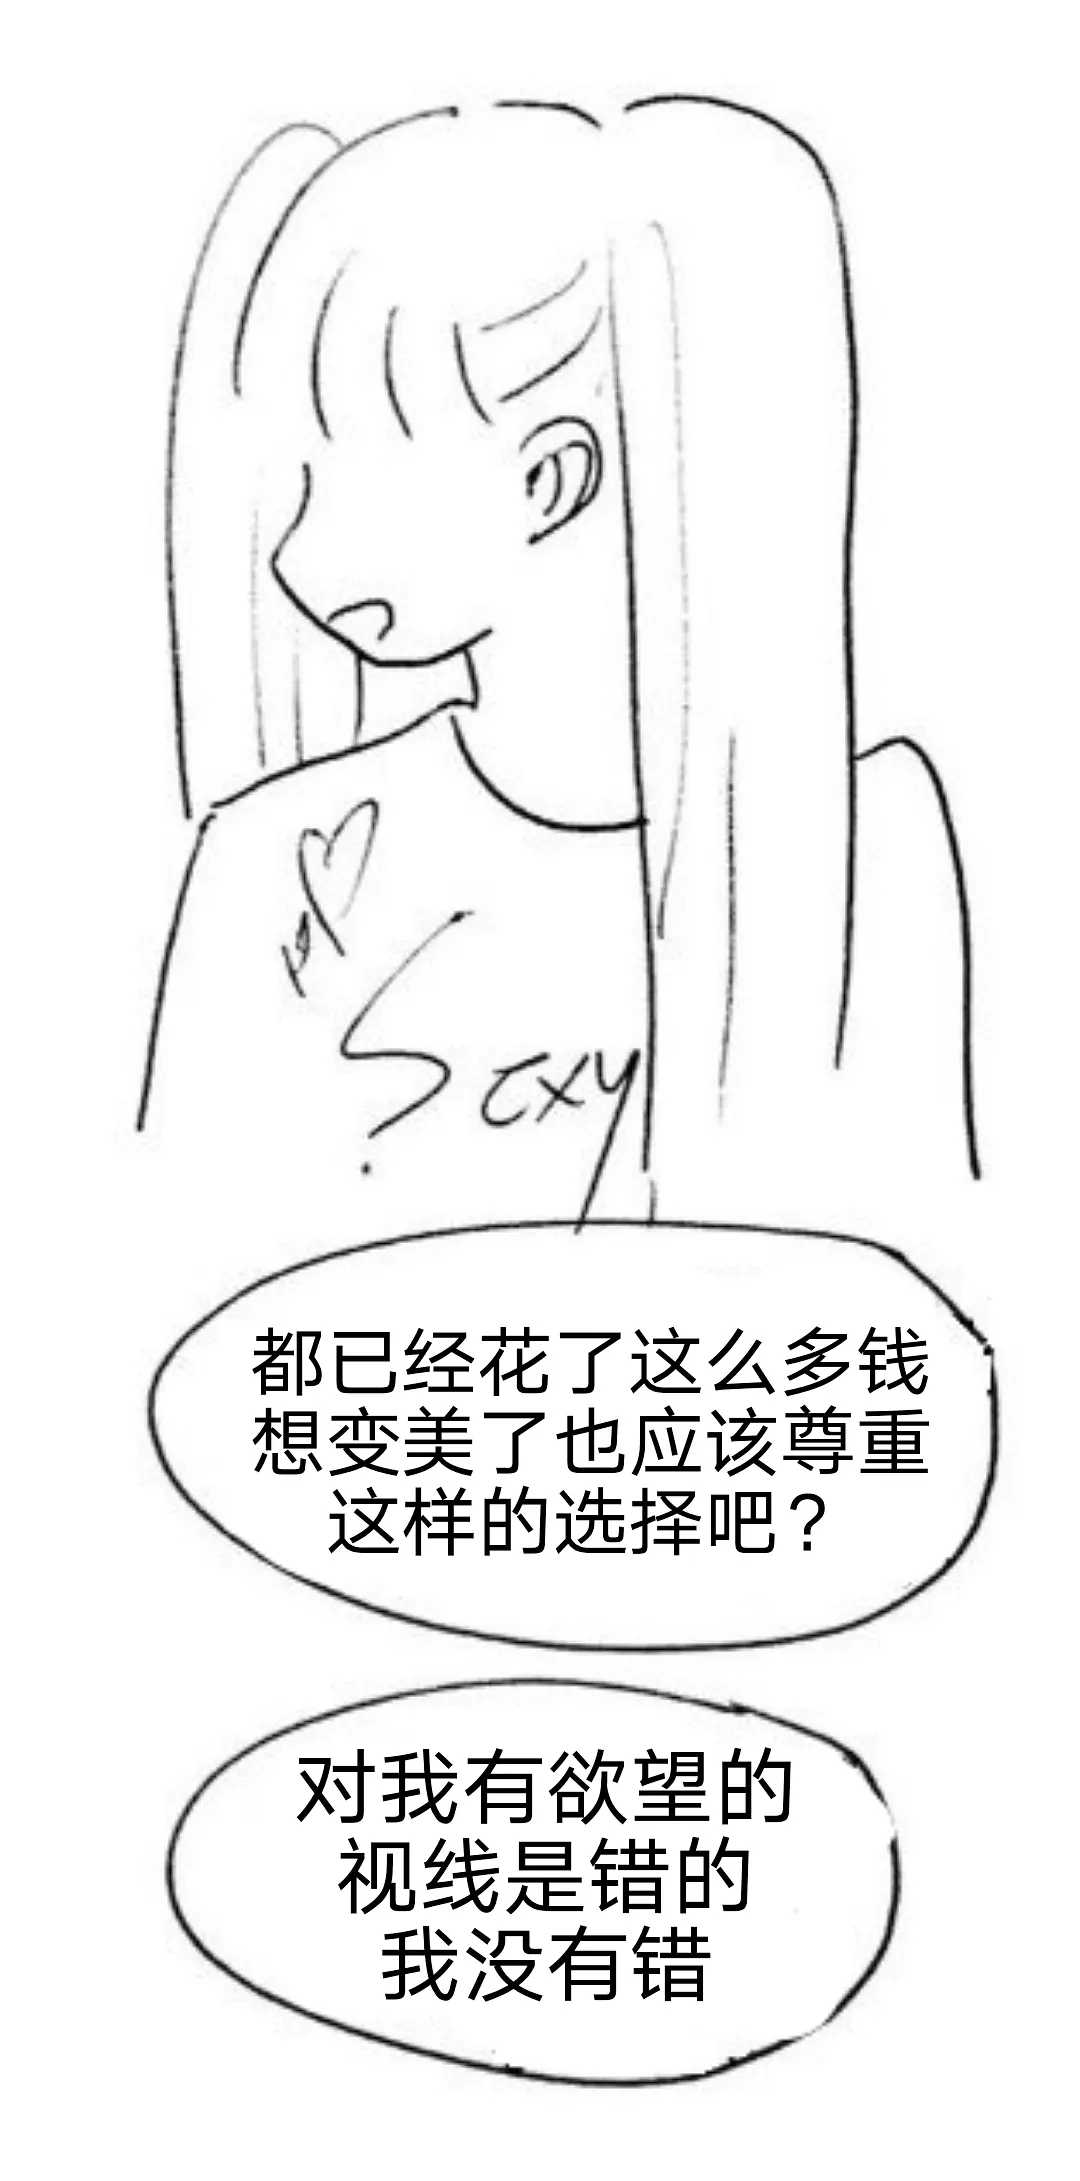 Sexy
都已经花了这么多钱
想变美了也应该尊重
这样的选择吧？
对我有欲望的
视线是错的
我没有错